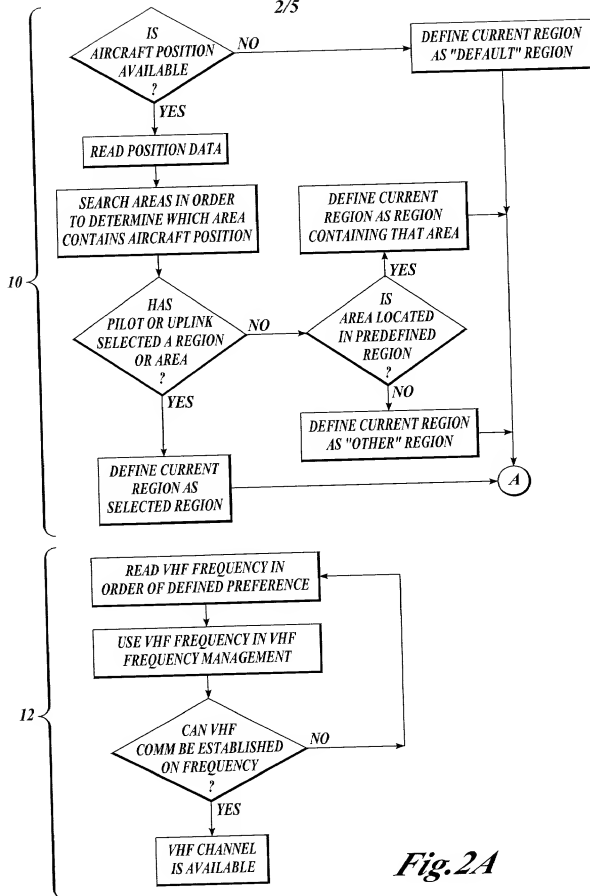 2/5
IS
AIRCRAFT POSITION
AVAILABLE
?
NO
DEFINE CURRENT REGION
AS "DEFAULT" REGION
YES
READ POSITION DATA
SEARCH AREAS IN ORDER
TO DETERMINE WHICH AREA
CONTAINS AIRCRAFT POSITION
DEFINE CURRENT
REGION AS REGION
CONTAINING THAT AREA
10
YES
HAS
PILOT OR UPLINK
SELECTED A REGION
OR AREA
?
NO
IS
AREA LOCATED
IN PREDEFINED
REGION
?
YES
NO
DEFINE CURRENT REGION
AS "OTHER" REGION
DEFINE CURRENT
REGION AS
SELECTED REGION
A
READ VHF FREQUENCY IN
ORDER OF DEFINED PREFERENCE
USE VHF FREQUENCY IN VHF
FREQUENCY MANAGEMENT
12
CAN VHF
COMM BE ESTABLISHED
ON FREQUENCY
?
NO
YES
VHF CHANNEL
IS AVAILABLE
Fig.2A